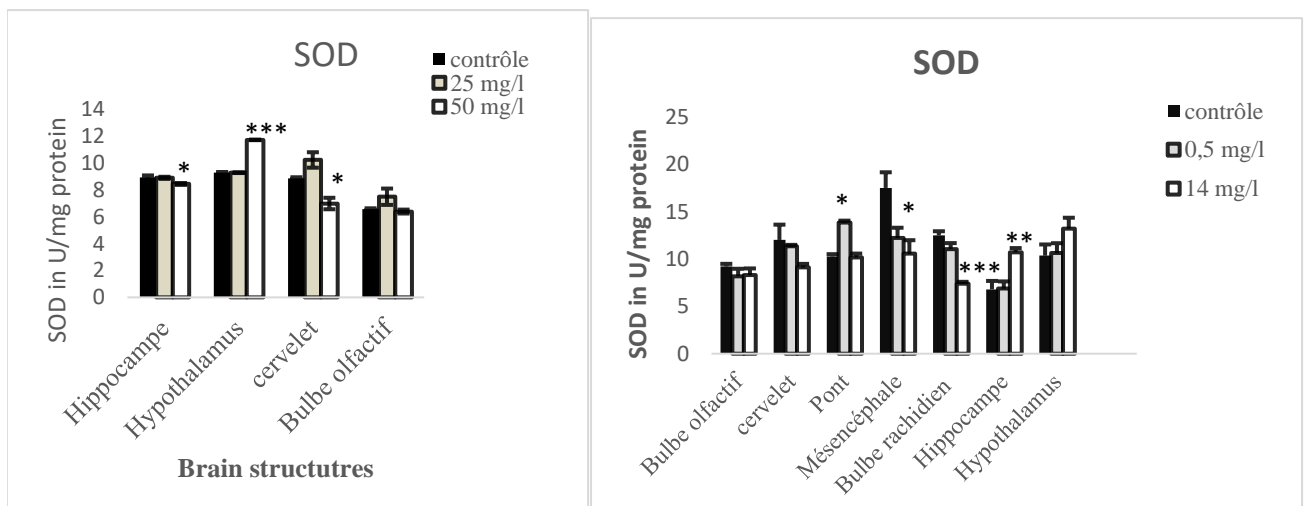 SOD
contrôle
25 mg/l
50 mg/l
SOD in U/mg protein
14
12
10
8
6
4
2
0
*
***
*
Hippocampe
Hypothalamus
cervelet
Bulbe olfactif
Brain structutres
SOD
contrôle
0,5 mg/l
14 mg/l
SOD in U/mg protein
25
20
15
10
5
0
*
*
***
**
Bulbe olfactif
cervelet
Pont
Mésencéphale
Bulbe rachidien
Hippocampe
Hypothalamus